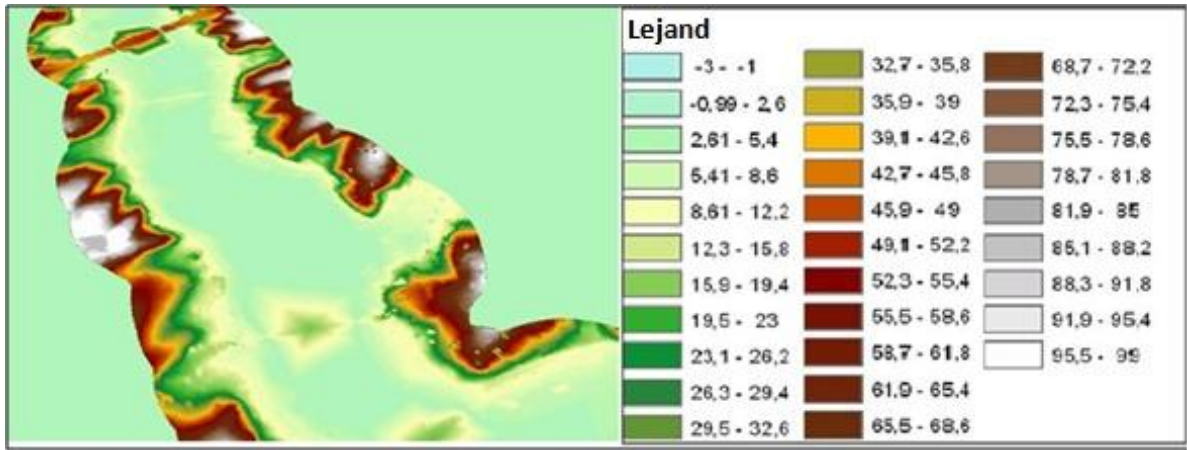 Lejand
-3 - -1
-0,99 - 2,6
2,61 - 5,4
5,41 - 8,6
8,61 - 12,2
12,3 - 15,8
15,9 - 19,4
19,5 - 23
23,1 - 26,2
26,3 - 29,4
29,5 - 32,6
32,7 - 35,8
35,9 - 39
39,1 - 42,6
42,7 - 45,8
45,9 - 49
49,1 - 52,2
52,3 - 55,4
55,5 - 58,6
58,7 - 61,8
61,9 - 65,4
65,5 - 68,6
68,7 - 72,2
72,3 - 75,4
75,5 - 78,6
78,7 - 81,8
81,9 - 85
85,1 - 88,2
88,3 - 91,8
91,9 - 95,4
95,5 - 99